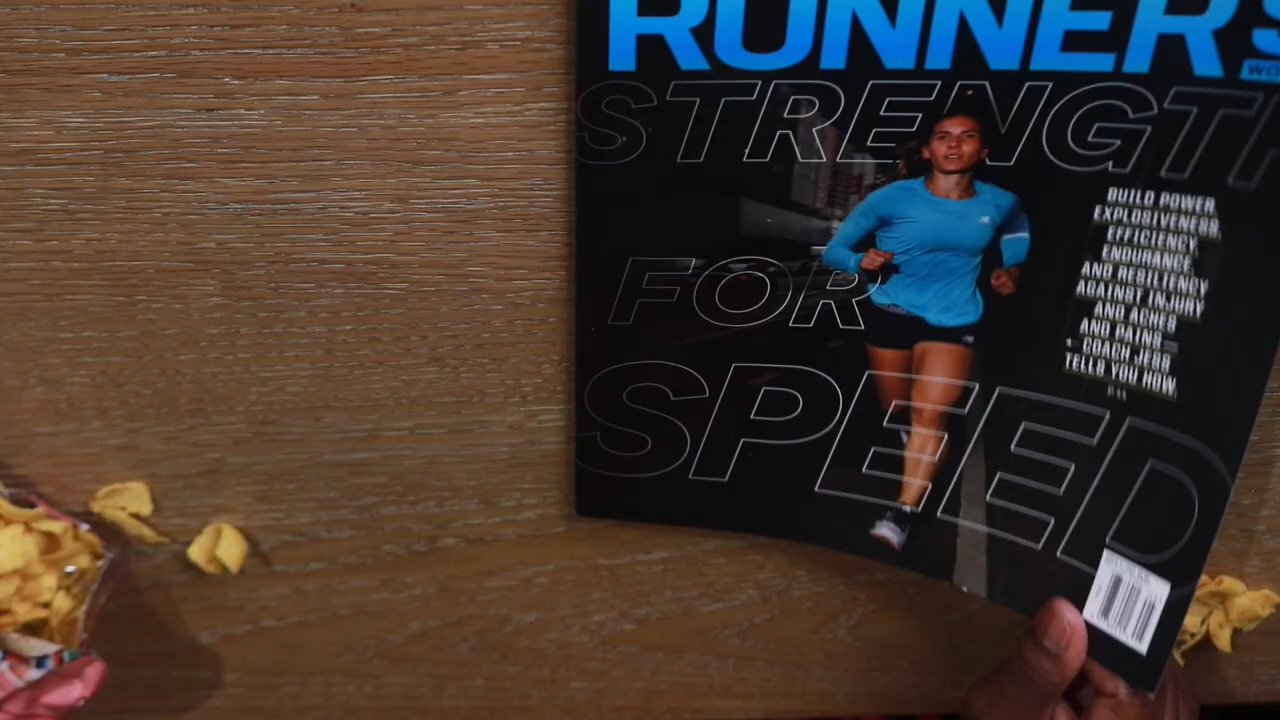 RUNNER'S
WO
STRENGTH
FOR
SPEED
BUILD POWER,
EXPLOSIVENESS,
EFFICIENCY,
ENDURANCE,
AND RESILIENCY
AGAINST INJURY
AND ACHES
AND PAINS—
COACH JESS
TELLS YOU HOW.